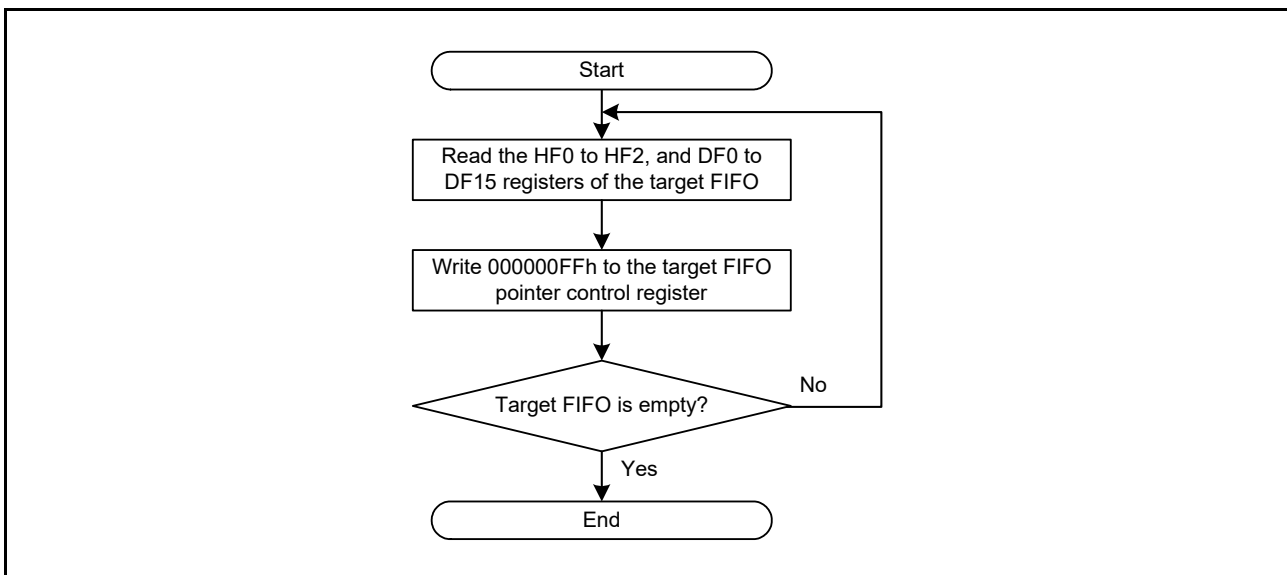 Start
Read the HF0 to HF2, and DF0 to
DF15 registers of the target FIFO
Write 000000FFh to the target FIFO
pointer control register
Target FIFO is empty?
No
Yes
End